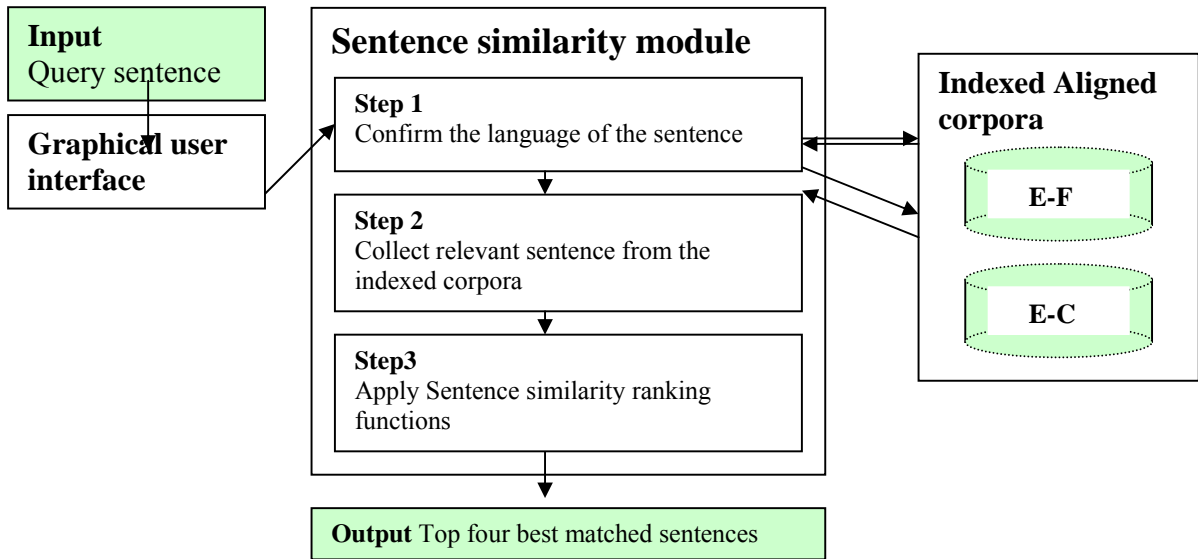 Input
Query sentence
Graphical user
interface
Sentence similarity module
Step 1
Confirm the language of the sentence
Step 2
Collect relevant sentence from the
indexed corpora
Step3
Apply Sentence similarity ranking
functions
Output Top four best matched sentences
Indexed Aligned
corpora
E-F
E-C